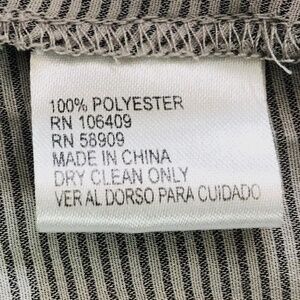 100% POLYESTER
RN 106409
RN 58909
MADE IN CHINA
DRY CLEAN ONLY
VER AL DORSO PARA CUIDADO